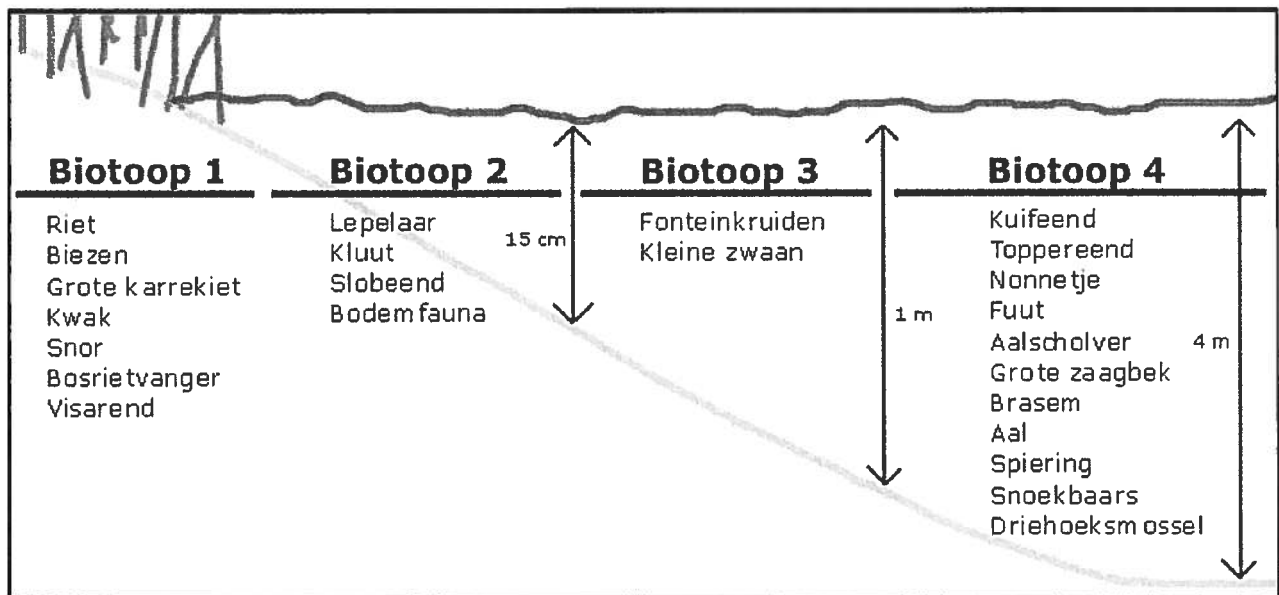 Biotoop 1
Riet
Biezen
Grote karrekiet
Kwak
Snor
Bosrietvanger
Visarend
Biotoop 2
Lepelaar
Kluut
Slobeend
Bodemfauna
15 cm
Biotoop 3
Fonteinkruiden
Kleine zwaan
1 m
Biotoop 4
Kuifeend
Toppereend
Nonnetje
Fuut
Aalscholver
Grote zaagbek
Brasem
Aal
Spiering
Snoekbaars
Driehoeksmossel
4 m